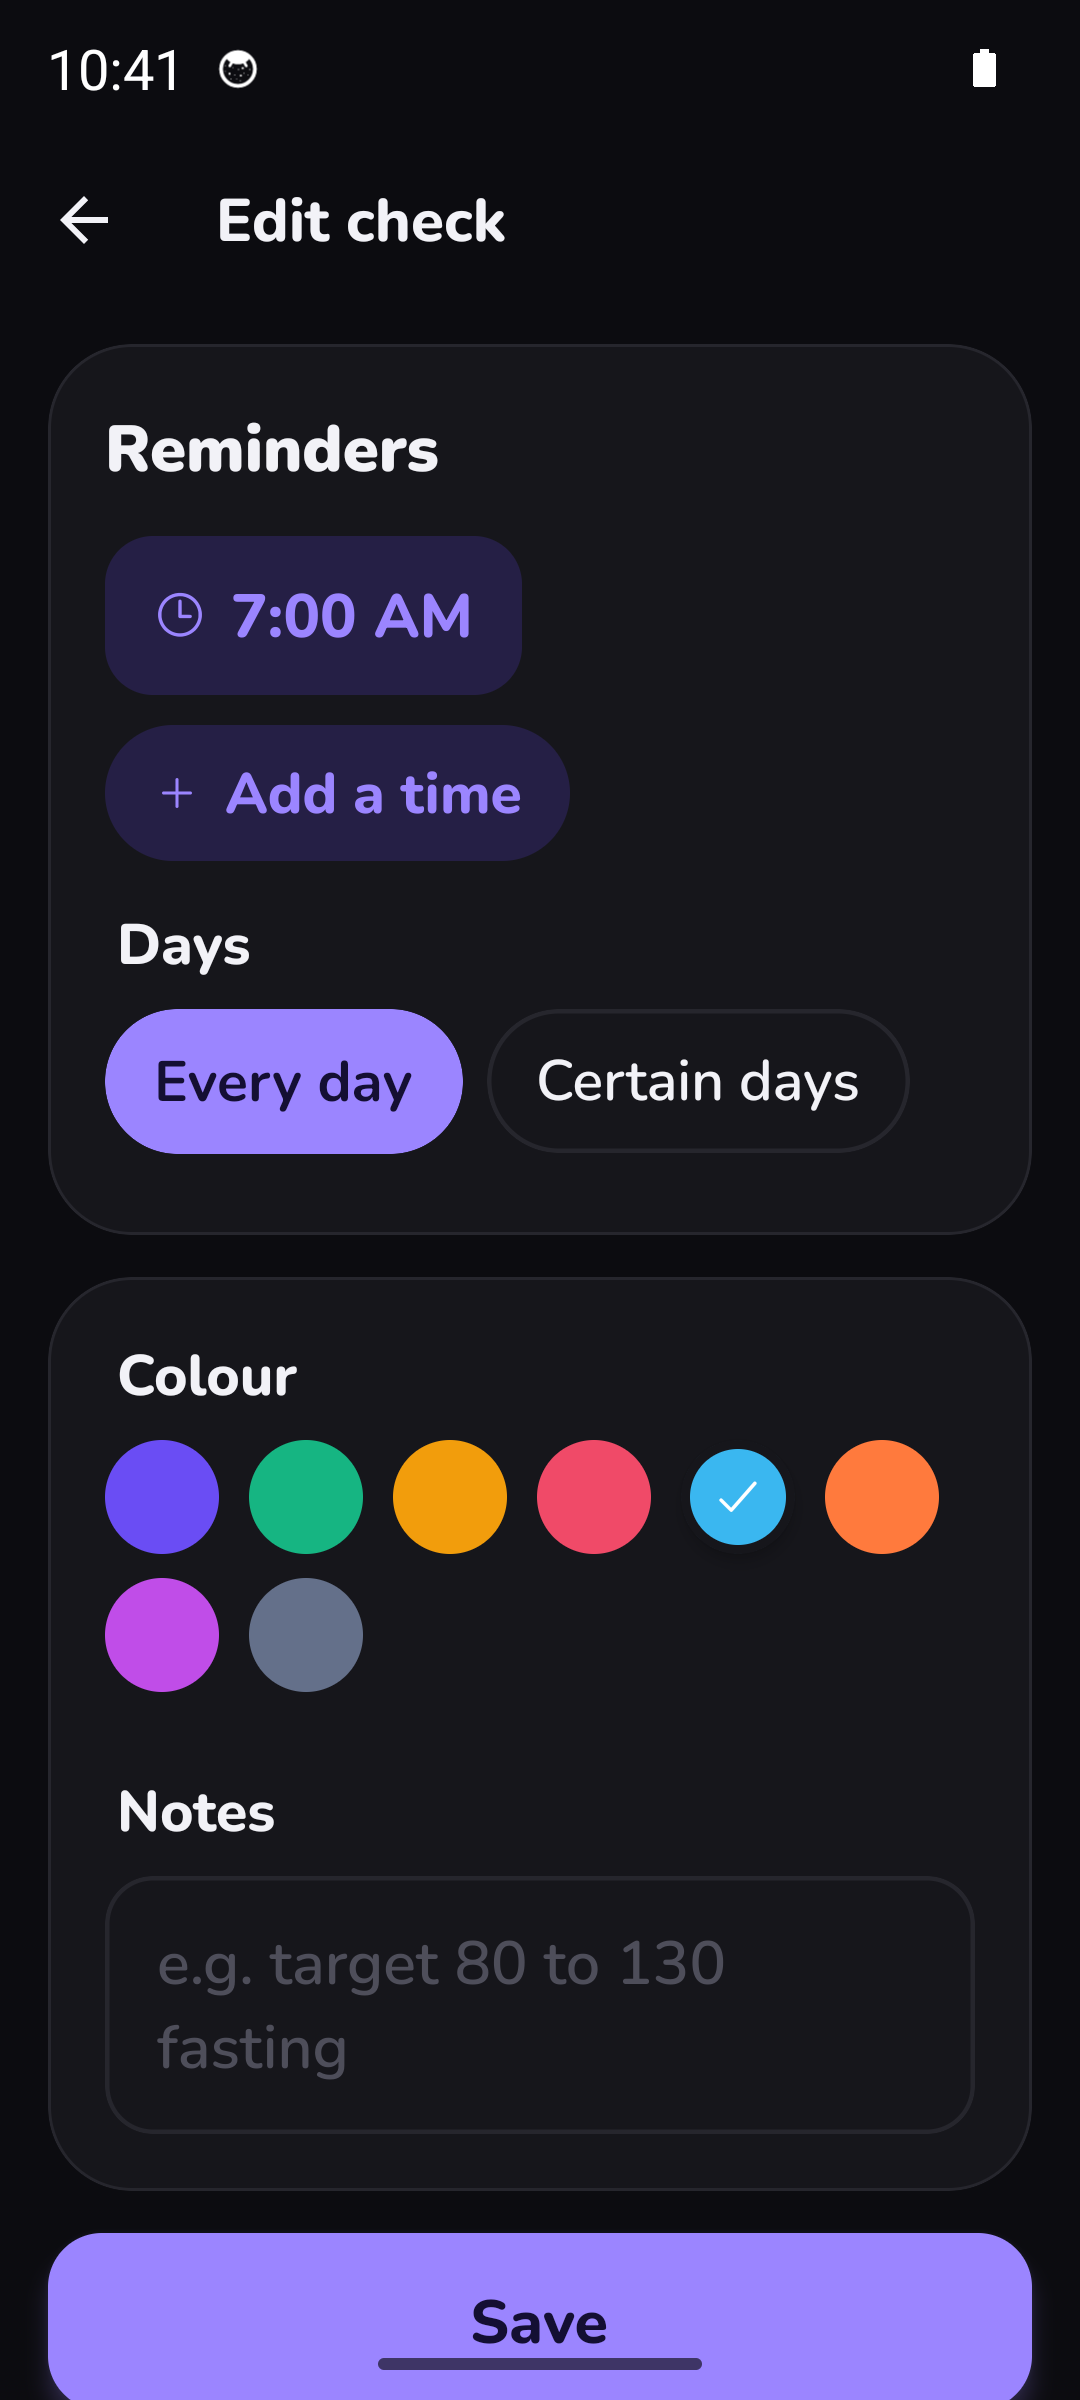 10:41
Edit check
Reminders
7:00 AM
Add a time
Days
Every day
Certain days
Colour
Notes
e.g. target 80 to 130
fasting
Save